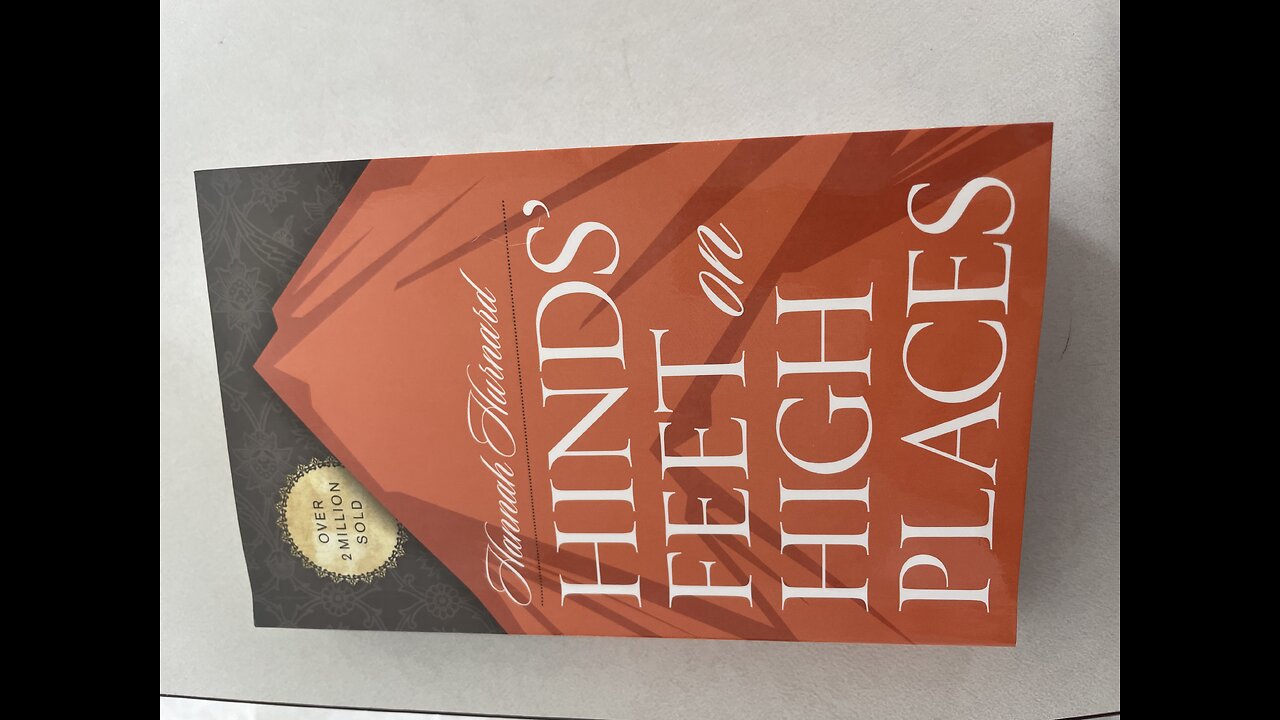 OVER
2 MILLION
SOLD
Hannah Hurnard
HINDS’
FEET on
HIGH
PLACES